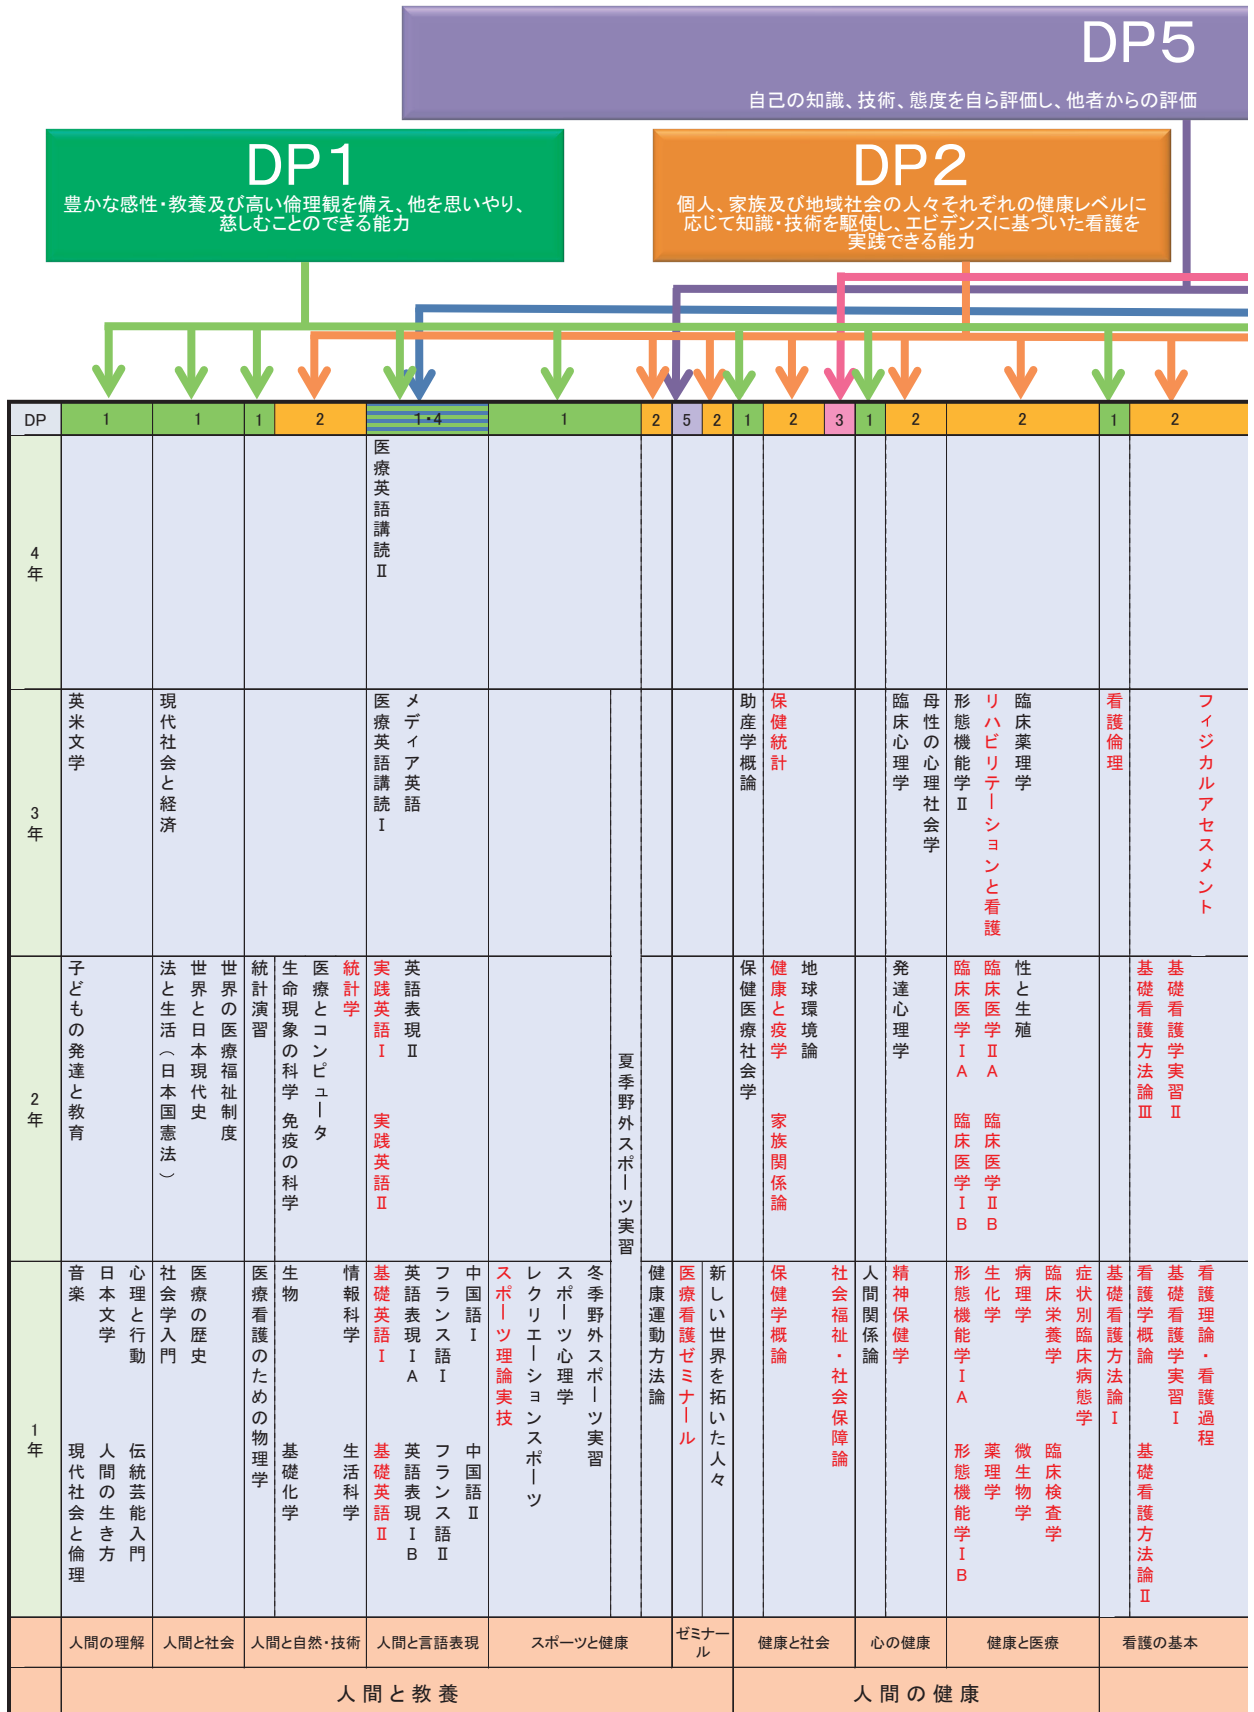 DP5
自己の知識、技術、態度を自ら評価し、他者からの評価
DP1
豊かな感性・教養及び高い倫理観を備え、他を思いやり、
慈しむことのできる能力
DP2
個人、家族及び地域社会の人々それぞれの健康レベルに
応じて知識・技術を駆使し、エビデンスに基づいた看護を
実践できる能力
DP
1
1
1
2
1・4
1
2
5
2
1
2
3
1
2
2
1
2
4年
医療英語講読Ⅱ
3年
英米文学
現代社会と経済
医療英語講読Ⅰ
メディア英語
助産学概論
保健統計
臨床心理学
母性の心理社会学
形態機能学Ⅱ
リハビリテーションと看護
臨床薬理学
看護倫理
フィジカルアセスメント
2年
子どもの発達と教育
法と生活（日本国憲法）
世界と日本現代史
世界の医療福祉制度
統計演習
生命現象の科学
免疫の科学
医療とコンピュータ
統計学
実践英語Ⅰ
実践英語Ⅱ
英語表現Ⅱ
夏季野外スポーツ実習
保健医療社会学
健康と疫学
家族関係論
地球環境論
発達心理学
臨床医学ⅠA
臨床医学ⅠB
臨床医学ⅡA
臨床医学ⅡB
性と生殖
基礎看護方法論Ⅲ
基礎看護学実習Ⅱ
1年
音楽
現代社会と倫理
日本文学
人間の生き方
心理と行動
伝統芸能入門
社会学入門
医療の歴史
医療看護のための物理学
生物
基礎化学
情報科学
生活科学
基礎英語Ⅰ
基礎英語Ⅱ
英語表現ⅠA
英語表現ⅠB
フランス語Ⅰ
フランス語Ⅱ
中国語Ⅰ
中国語Ⅱ
スポーツ理論実技
レクリエーションスポーツ
スポーツ心理学
冬季野外スポーツ実習
健康運動方法論
医療看護ゼミナール
新しい世界を拓いた人々
保健学概論
社会福祉・社会保障論
人間関係論
精神保健学
形態機能学ⅠA
形態機能学ⅠB
生化学
薬理学
病理学
微生物学
臨床栄養学
臨床検査学
症状別臨床病態学
基礎看護方法論Ⅰ
看護学概論
基礎看護方法論Ⅱ
基礎看護学実習Ⅰ
看護理論・看護過程
人間の理解
人間と社会
人間と自然・技術
人間と言語表現
スポーツと健康
ゼミナー
ル
健康と社会
心の健康
健康と医療
看護の基本
人間と教養
人間の健康